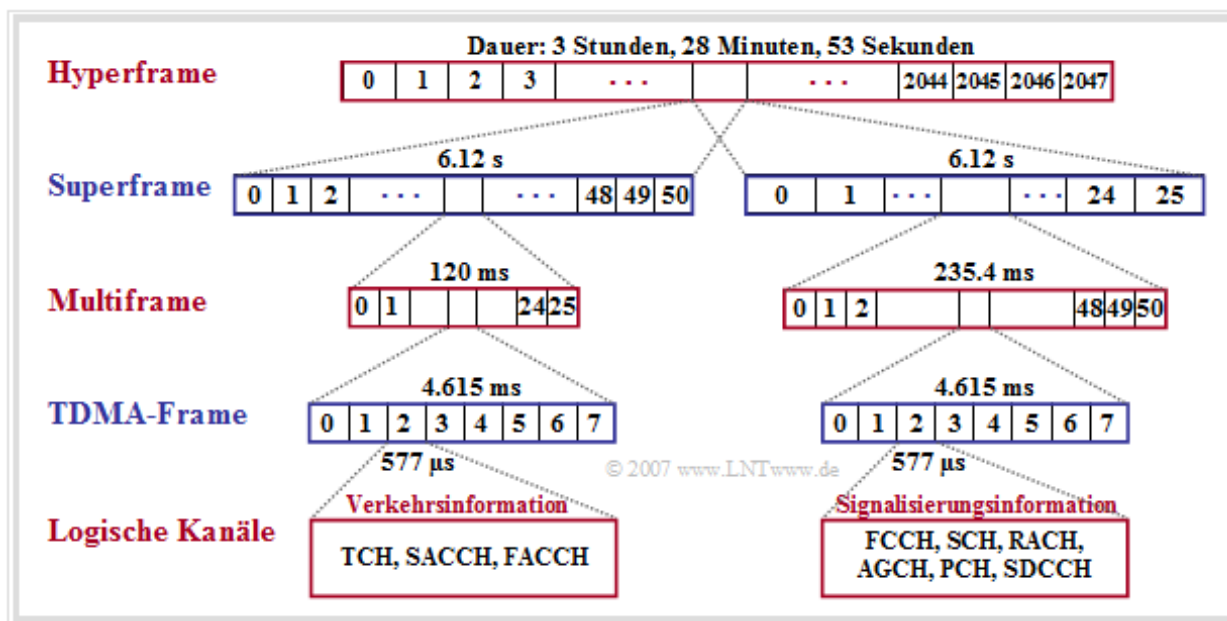 Dauer: 3 Stunden, 28 Minuten, 53 Sekunden
Hyperframe
0 1 2 3 ... ... 2044 2045 2046 2047
6.12 s 6.12 s
Superframe
0 1 2 ... ... 48 49 50 0 1 ... ... 24 25
120 ms 235.4 ms
Multiframe
0 1 24 25 0 1 2 48 49 50
4.615 ms 4.615 ms
TDMA-Frame
0 1 2 3 4 5 6 7 0 1 2 3 4 5 6 7
577 µs © 2007 www.LNTwww.de 577 µs
Verkehrsinformation Signalisierungsinformation
Logische Kanäle
TCH, SACCH, FACCH
FCCH, SCH, RACH,
AGCH, PCH, SDCCH